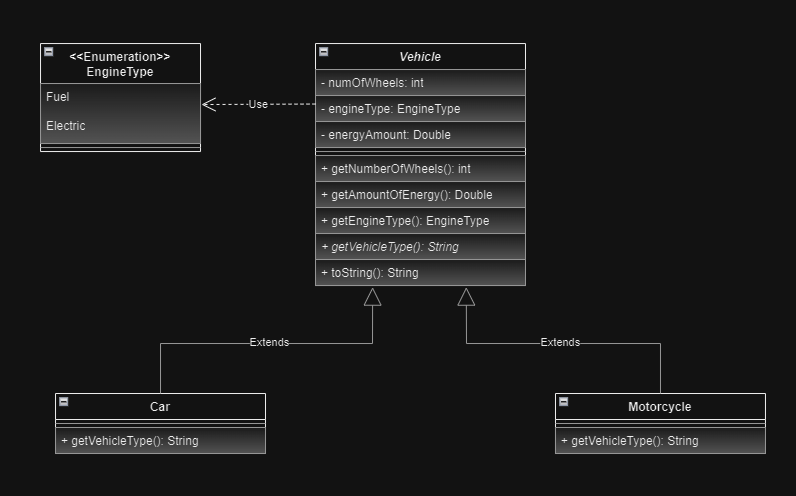 <<Enumeration>>
EngineType
Fuel
Electric
Use
Vehicle
- numOfWheels: int
- engineType: EngineType
- energyAmount: Double
+ getNumberOfWheels(): int
+ getAmountOfEnergy(): Double
+ getEngineType(): EngineType
+ getVehicleType(): String
+ toString(): String
Extends
Extends
Car
+ getVehicleType(): String
Motorcycle
+ getVehicleType(): String